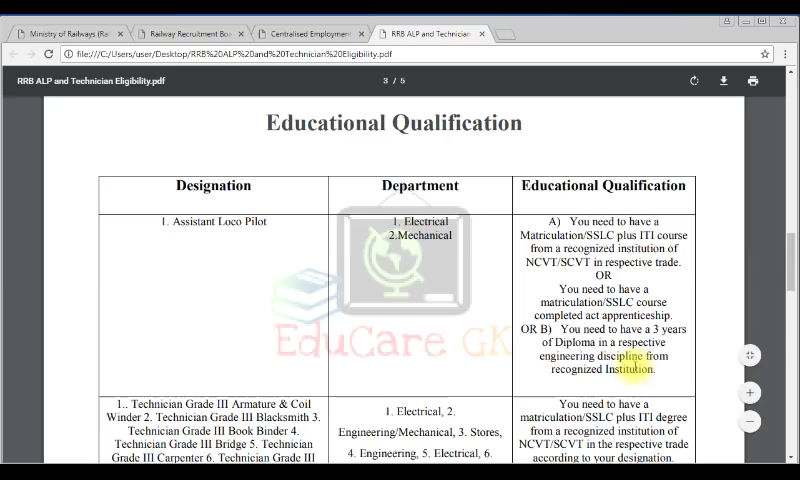 Ministry of Railways (Rail
Railway Recruitment Boa
Centralised Employment
RRB ALP and Technician
file:///C:/Users/user/Desktop/RRB%20ALP%20and%20Technician%20Eligibility.pdf
RRB ALP and Technician Eligibility.pdf
3 / 5
Educational Qualification
Designation
Department
Educational Qualification
1. Assistant Loco Pilot
1. Electrical
2.Mechanical
A) You need to have a
Matriculation/SSLC plus ITI course
from a recognized institution of
NCVT/SCVT in respective trade.
OR
You need to have a
matriculation/SSLC course
completed act apprenticeship.
OR B) You need to have a 3 years
of Diploma in a respective
engineering discipline from
recognized Institution.
EduCare GK
1.. Technician Grade III Armature & Coil
Winder 2. Technician Grade III Blacksmith 3.
Technician Grade III Book Binder 4.
Technician Grade III Bridge 5. Technician
Grade III Carpenter 6. Technician Grade III
1. Electrical, 2.
Engineering/Mechanical, 3. Stores,
4. Engineering, 5. Electrical, 6.
You need to have a
matriculation/SSLC plus ITI degree
from a recognized institution of
NCVT/SCVT in the respective trade
according to your designation.